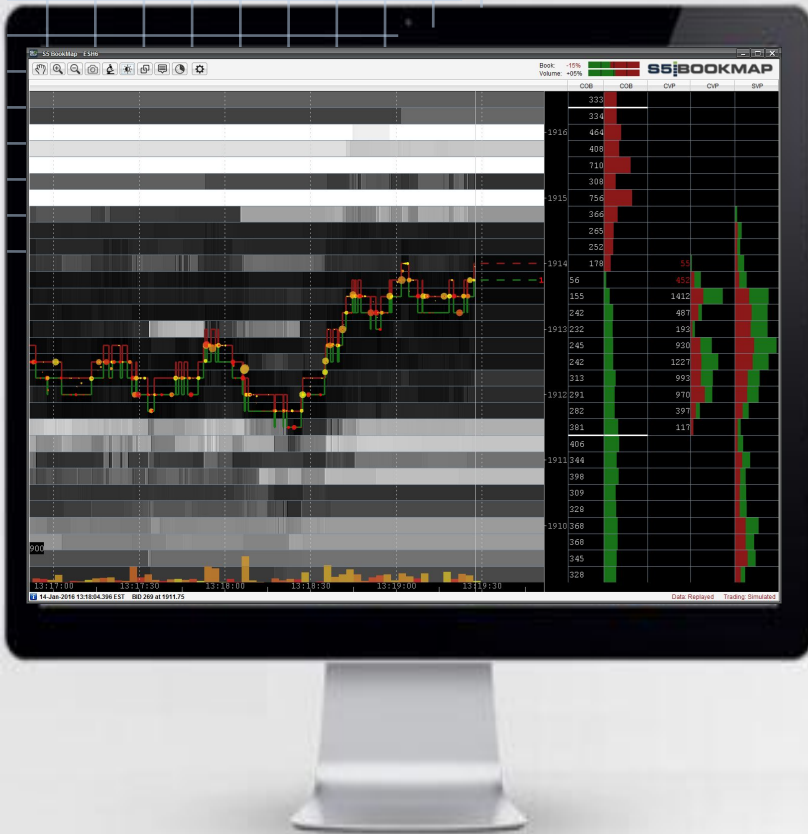 S5 BookMap ESH6
Book: -15%
Volume: +05%
S5 BOOKMAP
COB COB CVP CVP SVP
333
334
1916 464
408
710
308
1915 756
366
265
252
1914 178 55
56 452
155 1412
242 487
1913 232 193
245 930
242 1227
313 993
1912 291 970
282 397
381 117
406
1911 344
398
309
328
1910 368
368
900 345
328
13:17:00 13:17:30 13:18:00 13:18:30 13:19:00 13:19:30
14-Jan-2016 13:18:04.396 EST BID 269 at 1911.75 Data: Replayed Trading: Simulated